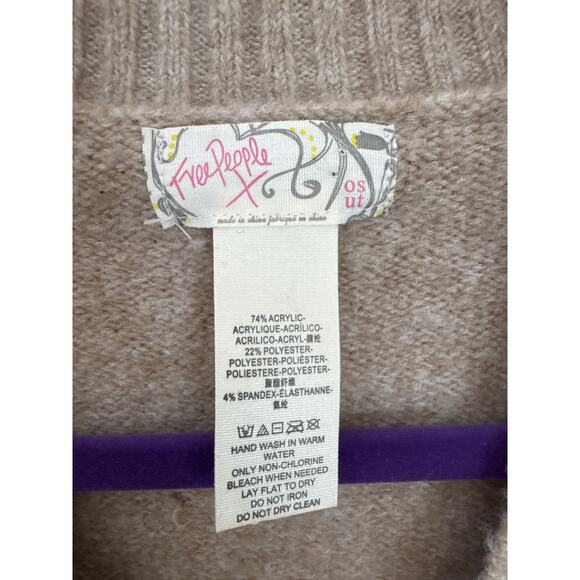 Free People
X
os
uf
made in china fabriqué en chine
74% ACRYLIC-
ACRYLIQUE-ACRÍLICO-
ACRILICO-ACRYL-腈纶
22% POLYESTER-
POLYESTER-POLIÉSTER-
POLIESTERE-POLYESTER-
聚酯纤维
4% SPANDEX-ÉLASTHANNE-
氨纶
HAND WASH IN WARM
WATER
ONLY NON-CHLORINE
BLEACH WHEN NEEDED
LAY FLAT TO DRY
DO NOT IRON
DO NOT DRY CLEAN